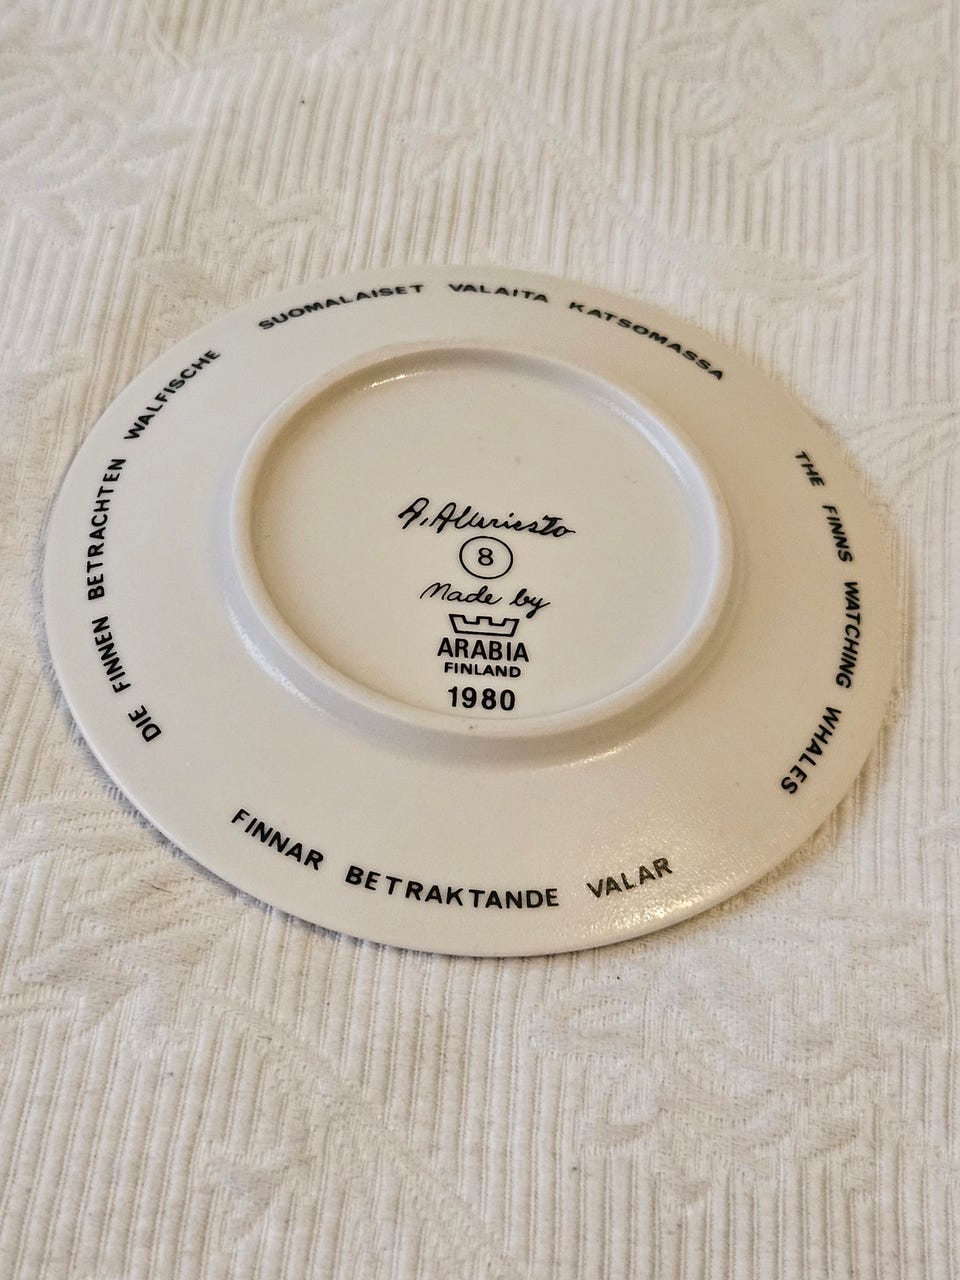 SUOMALAISET VALAITA KATSOMASSA
THE FINNS WATCHING WHALES
FINNAR BETRAKTANDE VALAR
DIE FINNEN BETRACHTEN WALFISCHE
A. Alariesto
8
Made by
ARABIA
FINLAND
1980